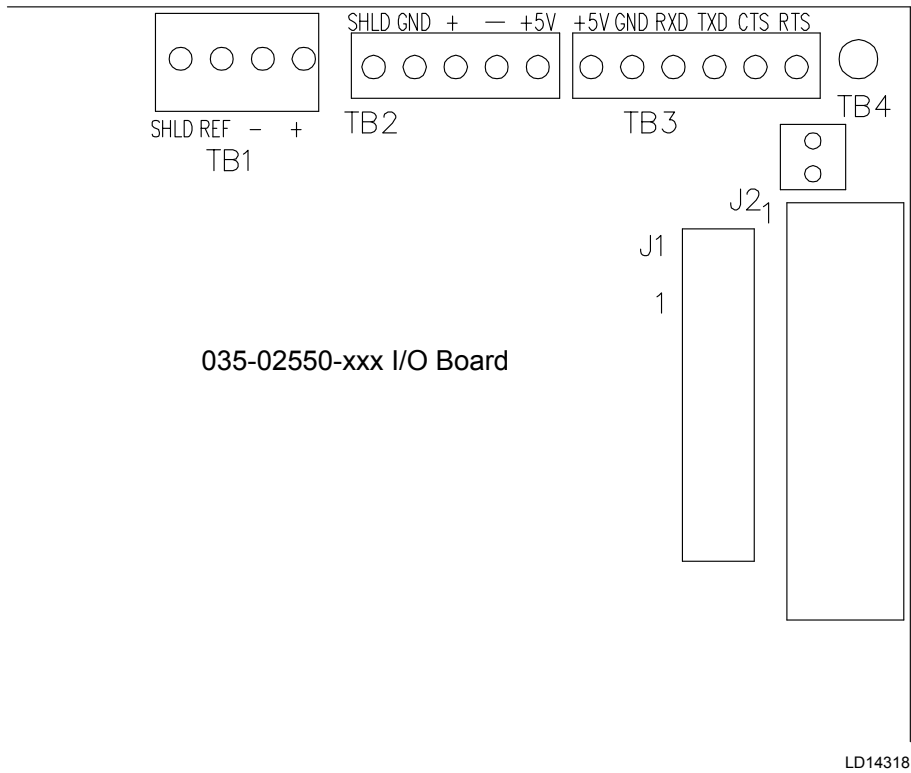 SHLD GND + — +5V +5V GND RXD TXD CTS RTS
SHLD REF - +
TB1
TB2
TB3
TB4
J2
1
J1
1
035-02550-xxx I/O Board
LD14318